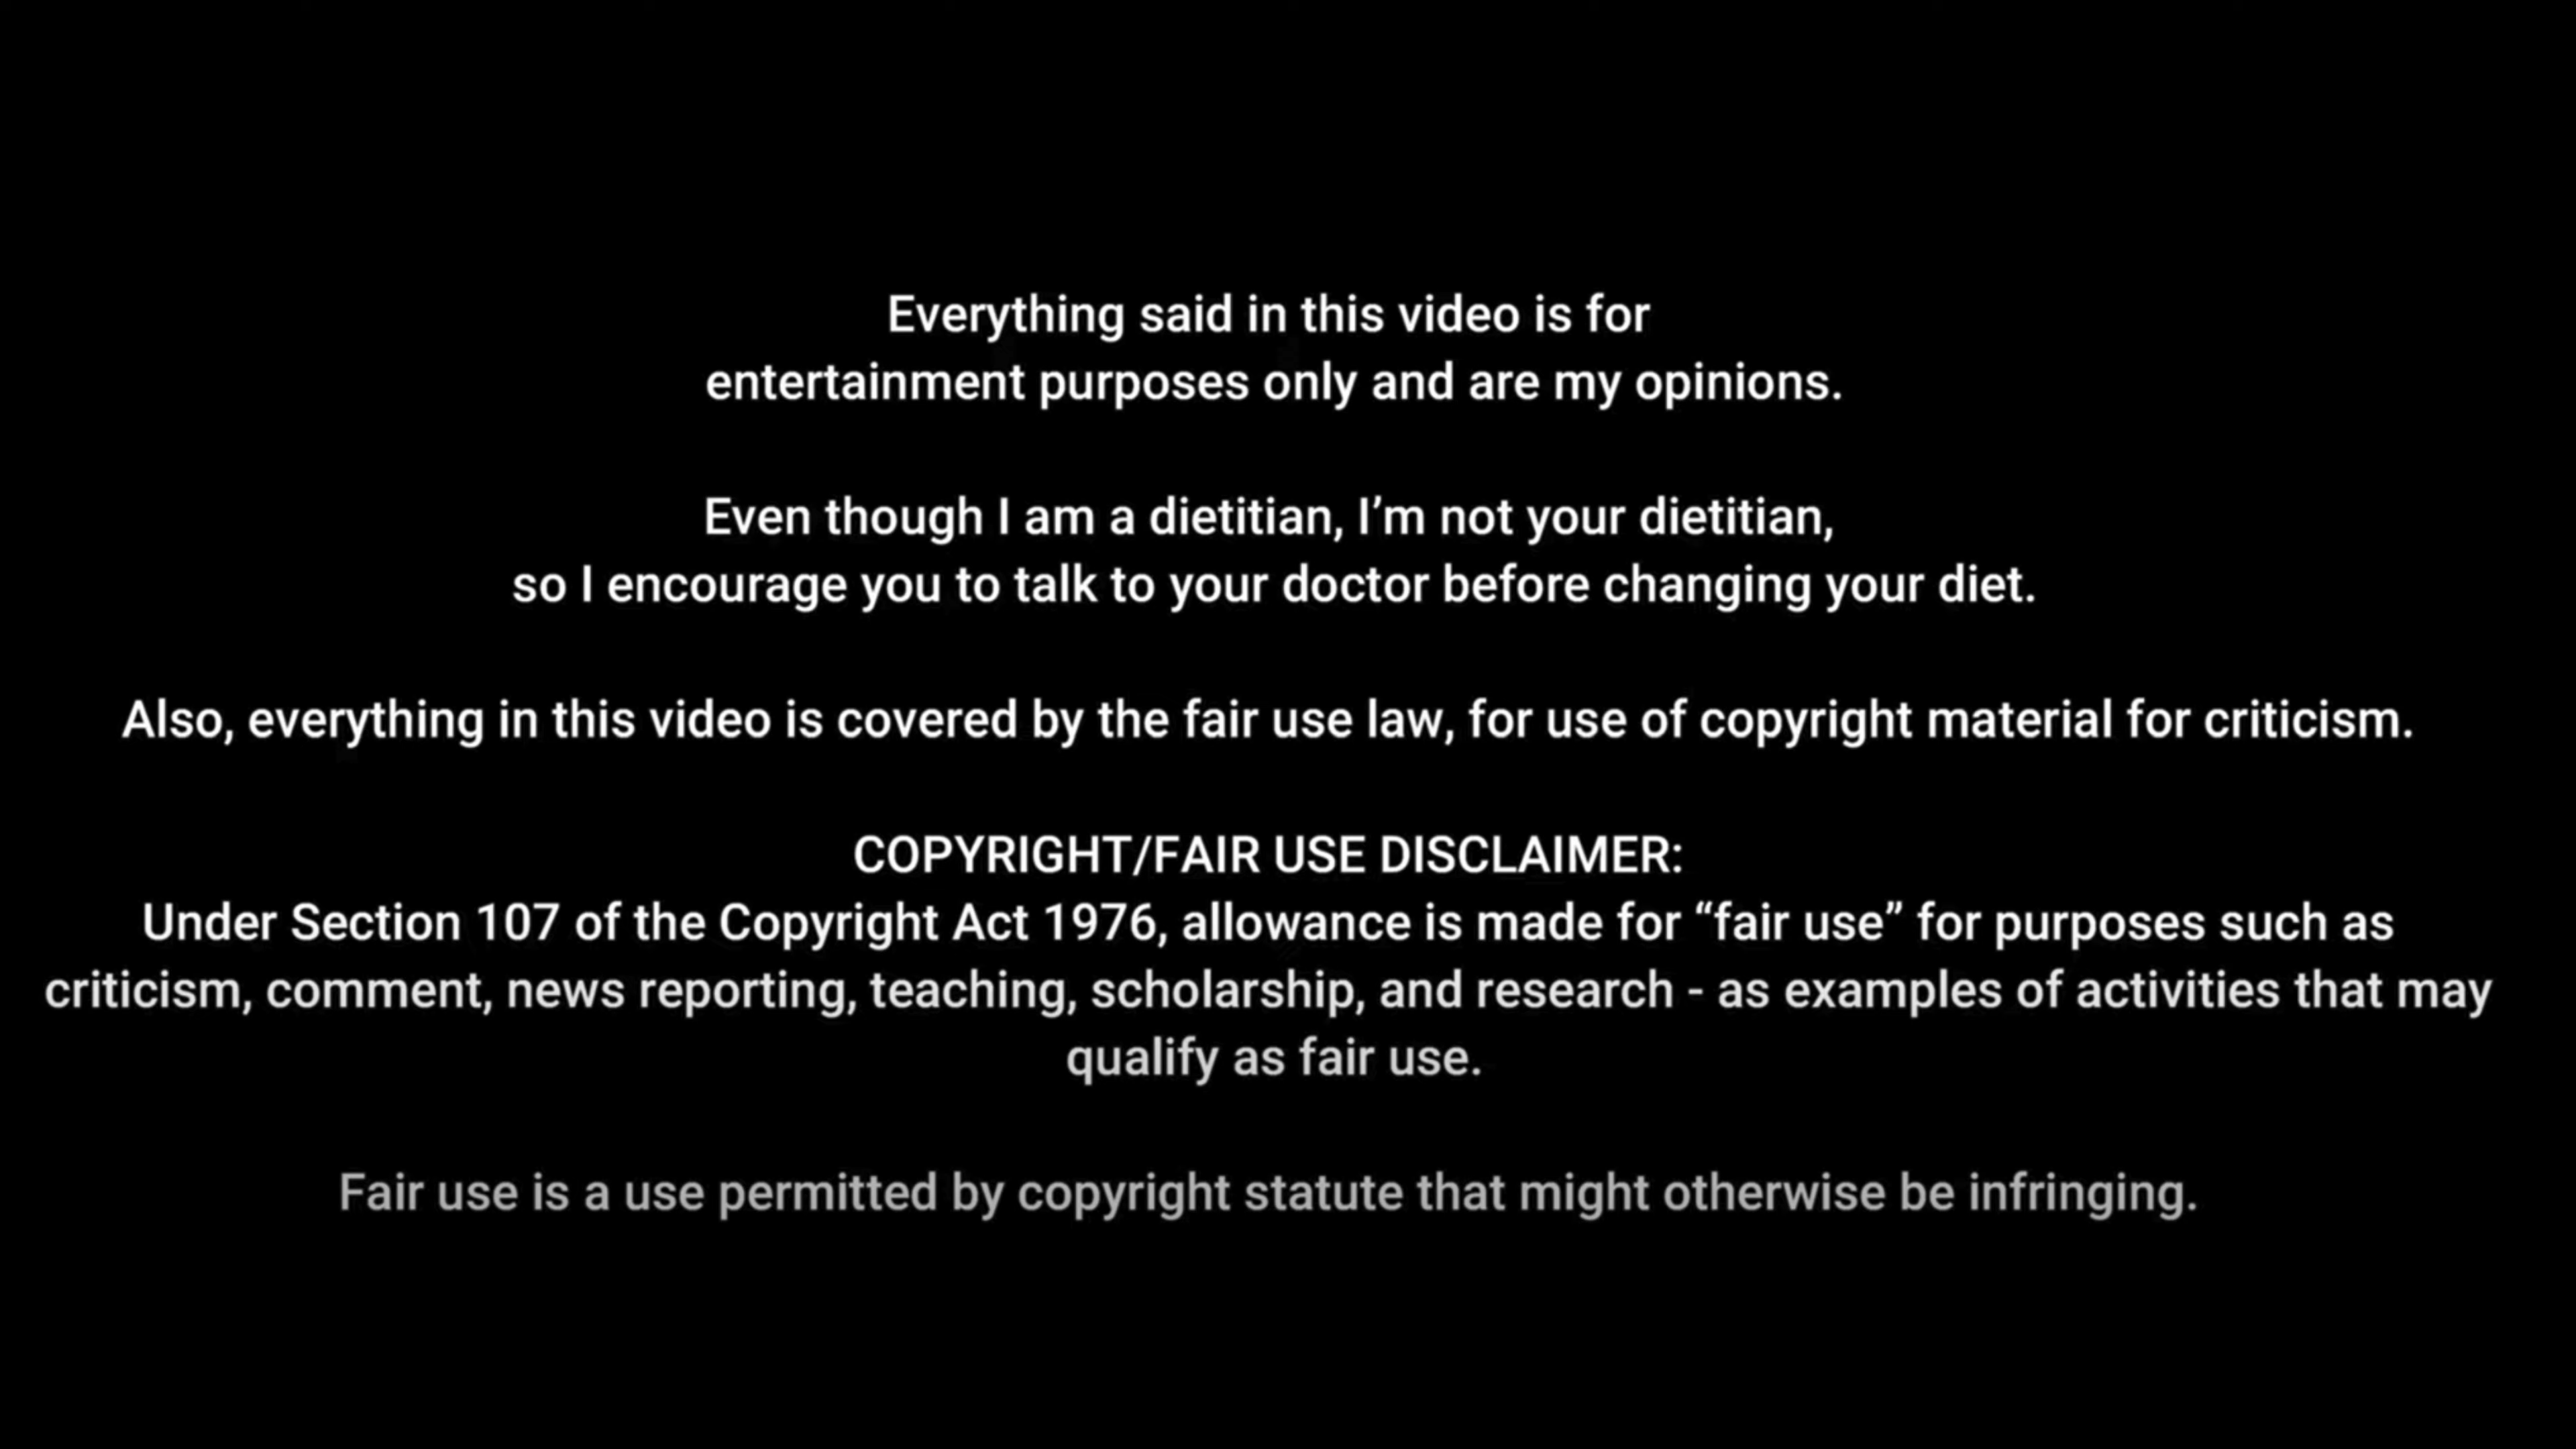 Everything said in this video is for
entertainment purposes only and are my opinions.
Even though I am a dietitian, I’m not your dietitian,
so I encourage you to talk to your doctor before changing your diet.
Also, everything in this video is covered by the fair use law, for use of copyright material for criticism.
COPYRIGHT/FAIR USE DISCLAIMER:
Under Section 107 of the Copyright Act 1976, allowance is made for “fair use” for purposes such as
criticism, comment, news reporting, teaching, scholarship, and research - as examples of activities that may
qualify as fair use.
Fair use is a use permitted by copyright statute that might otherwise be infringing.